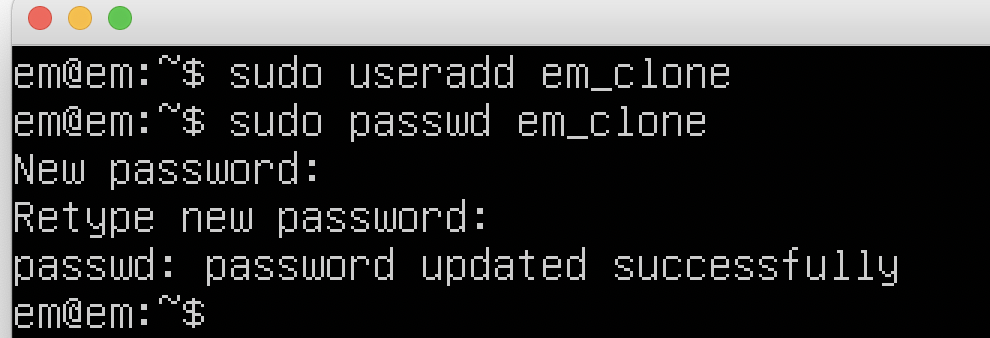 em@em:~$ sudo useradd em_clone
em@em:~$ sudo passwd em_clone
New password:
Retype new password:
passwd: password updated successfully
em@em:~$